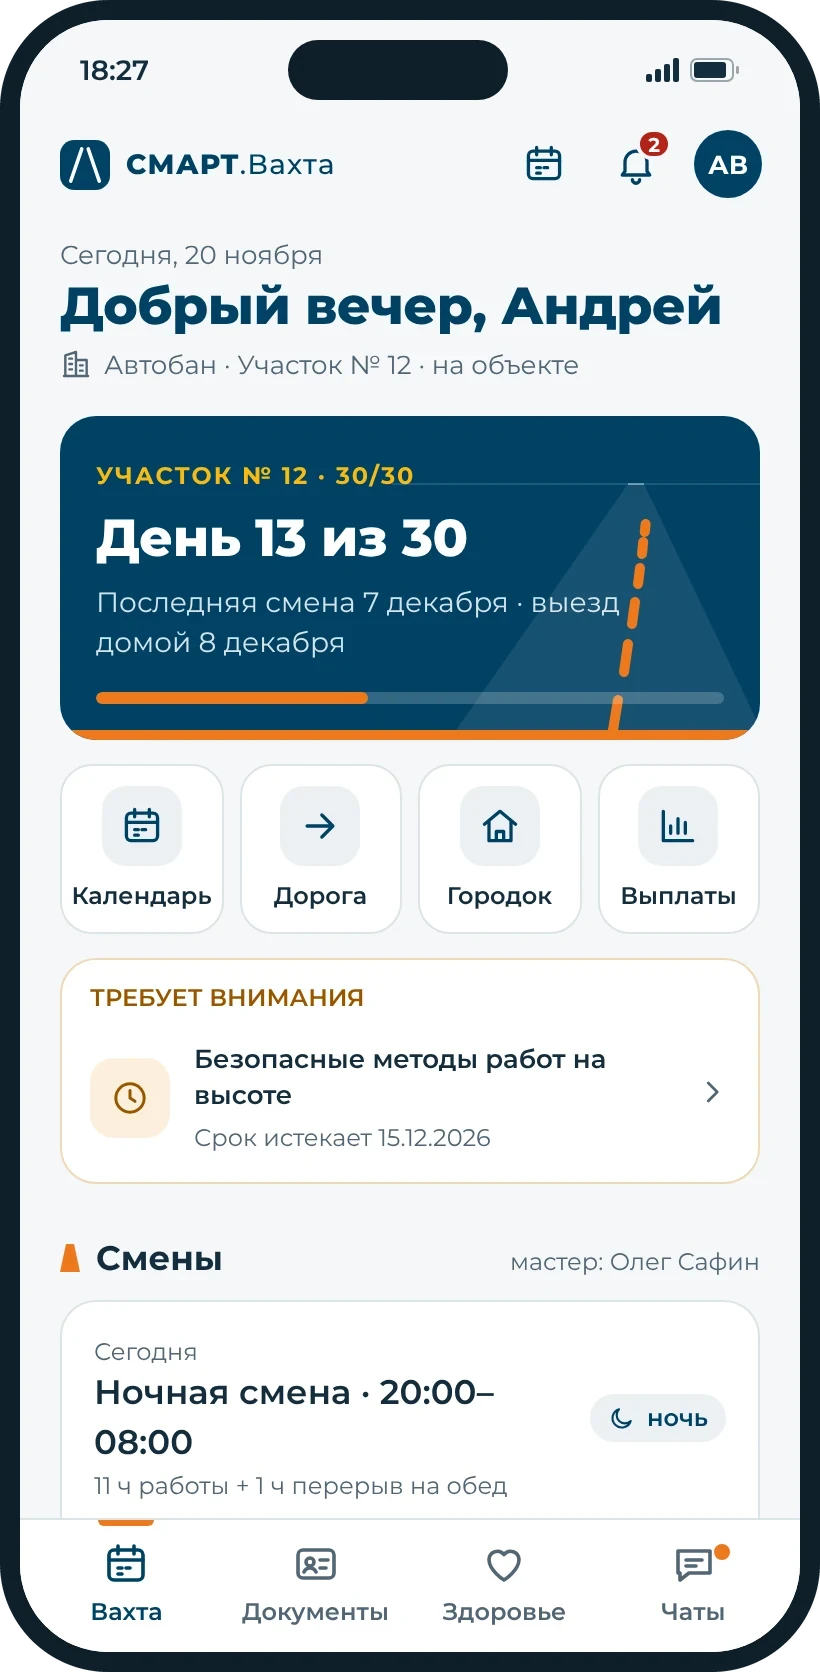 18:27
СМАРТ.Вахта
2
АВ
Сегодня, 20 ноября
Добрый вечер, Андрей
Автобан · Участок № 12 · на объекте
УЧАСТОК № 12 · 30/30
День 13 из 30
Последняя смена 7 декабря · выезд
домой 8 декабря
Календарь
Дорога
Городок
Выплаты
ТРЕБУЕТ ВНИМАНИЯ
Безопасные методы работ на
высоте
Срок истекает 15.12.2026
Смены
мастер: Олег Сафин
Сегодня
Ночная смена · 20:00–
08:00
ночь
11 ч работы + 1 ч перерыв на обед
Вахта
Документы
Здоровье
Чаты